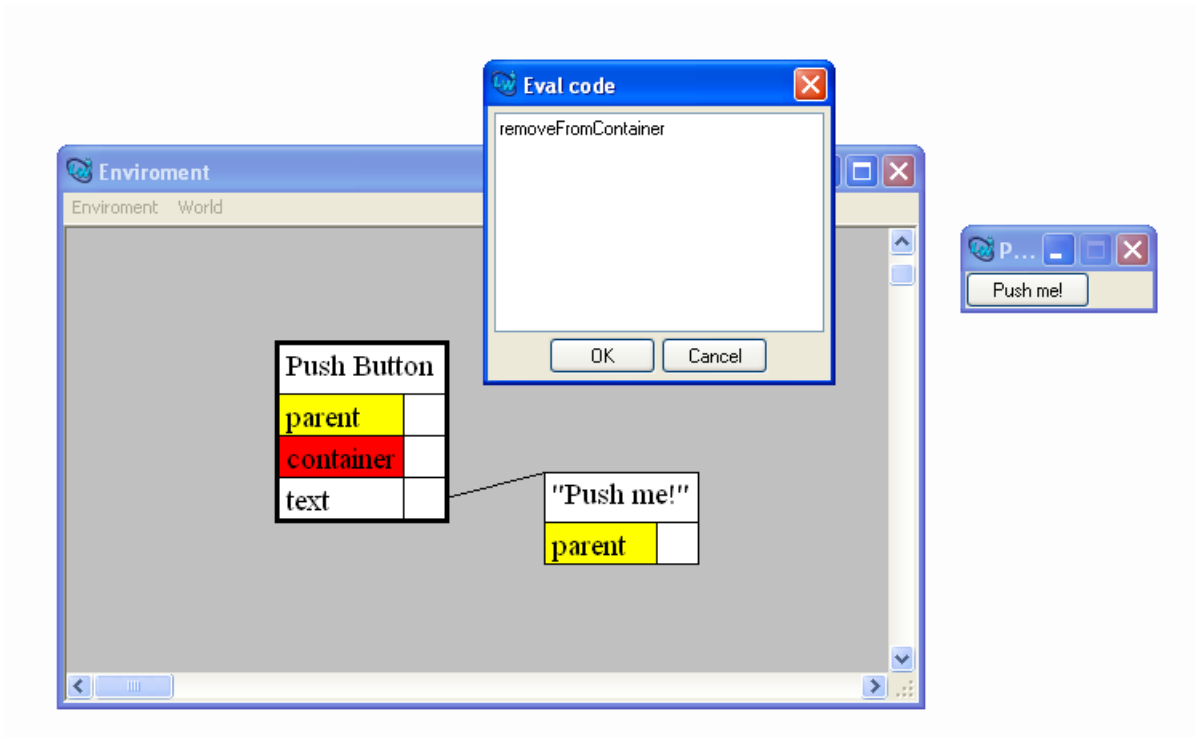 Eval code
removeFromContainer
OK Cancel
Enviroment
Enviroment World
Push Button
parent
container
text
"Push me!"
parent
P...
Push me!